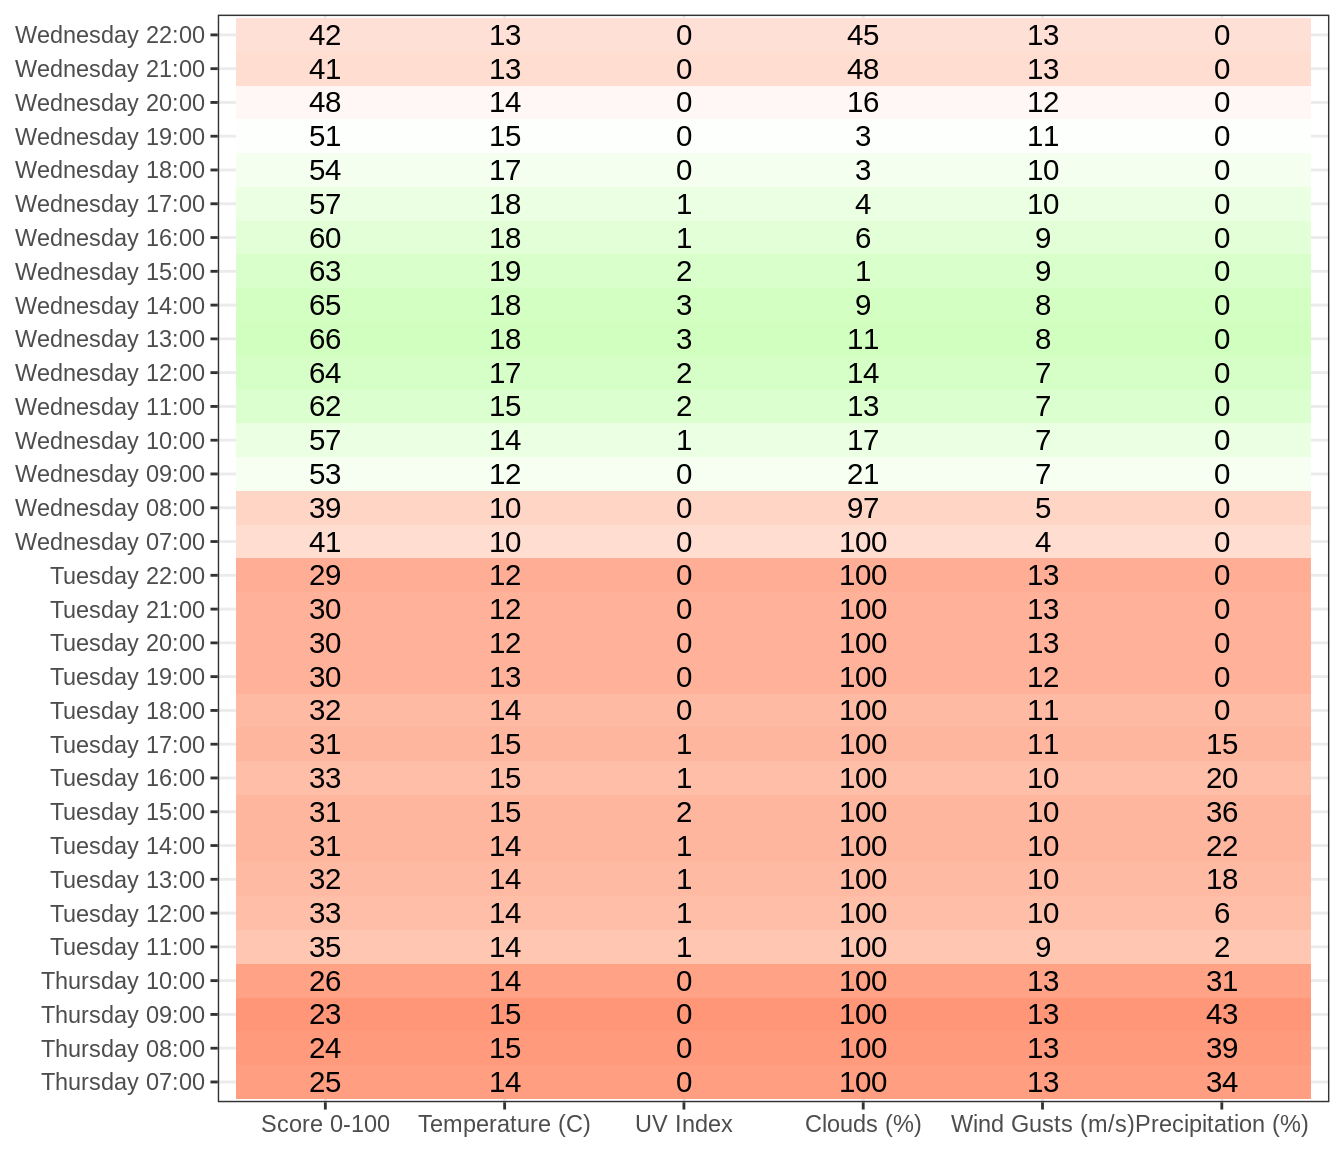 Wednesday 22:00 42 13 0 45 13 0
Wednesday 21:00 41 13 0 48 13 0
Wednesday 20:00 48 14 0 16 12 0
Wednesday 19:00 51 15 0 3 11 0
Wednesday 18:00 54 17 0 3 10 0
Wednesday 17:00 57 18 1 4 10 0
Wednesday 16:00 60 18 1 6 9 0
Wednesday 15:00 63 19 2 1 9 0
Wednesday 14:00 65 18 3 9 8 0
Wednesday 13:00 66 18 3 11 8 0
Wednesday 12:00 64 17 2 14 7 0
Wednesday 11:00 62 15 2 13 7 0
Wednesday 10:00 57 14 1 17 7 0
Wednesday 09:00 53 12 0 21 7 0
Wednesday 08:00 39 10 0 97 5 0
Wednesday 07:00 41 10 0 100 4 0
Tuesday 22:00 29 12 0 100 13 0
Tuesday 21:00 30 12 0 100 13 0
Tuesday 20:00 30 12 0 100 13 0
Tuesday 19:00 30 13 0 100 12 0
Tuesday 18:00 32 14 0 100 11 0
Tuesday 17:00 31 15 1 100 11 15
Tuesday 16:00 33 15 1 100 10 20
Tuesday 15:00 31 15 2 100 10 36
Tuesday 14:00 31 14 1 100 10 22
Tuesday 13:00 32 14 1 100 10 18
Tuesday 12:00 33 14 1 100 10 6
Tuesday 11:00 35 14 1 100 9 2
Thursday 10:00 26 14 0 100 13 31
Thursday 09:00 23 15 0 100 13 43
Thursday 08:00 24 15 0 100 13 39
Thursday 07:00 25 14 0 100 13 34
Score 0-100 Temperature (C) UV Index Clouds (%) Wind Gusts (m/s) Precipitation (%)